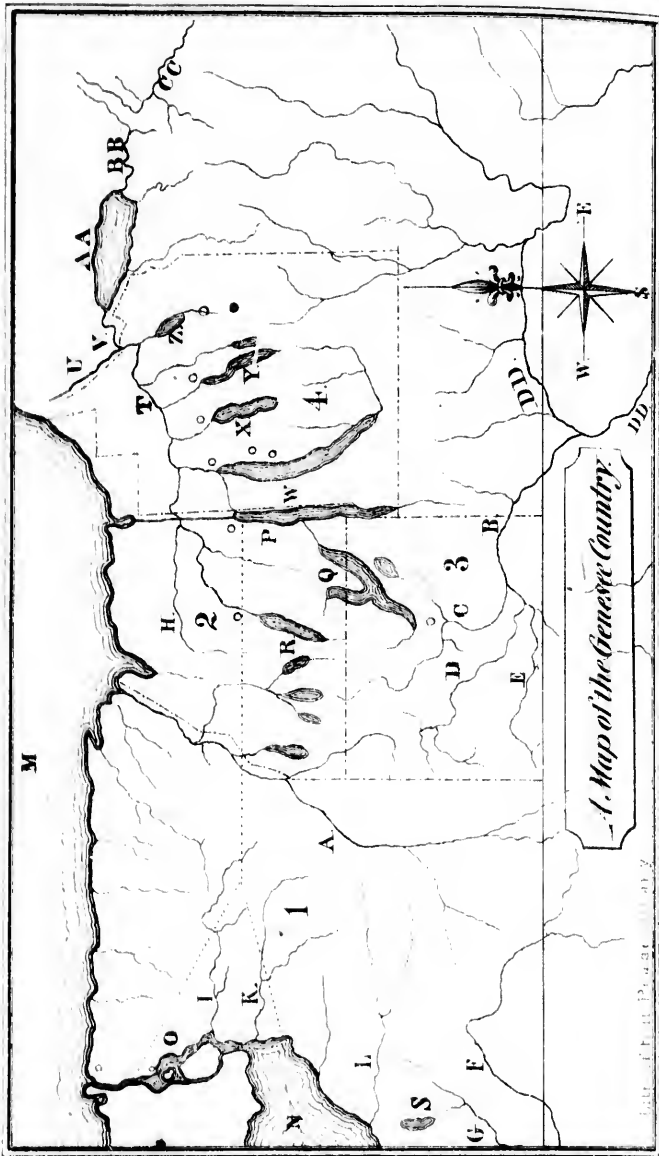 M
AA
BB
CC
U
V.
T
O
H
2
Z.
I
K.
R
P
W
X
Y
N
1
4.
A.
Q
L
S
3
D
C
G
F
E
B
DD.
DD
W
E
S
A Map of the Genesee Country